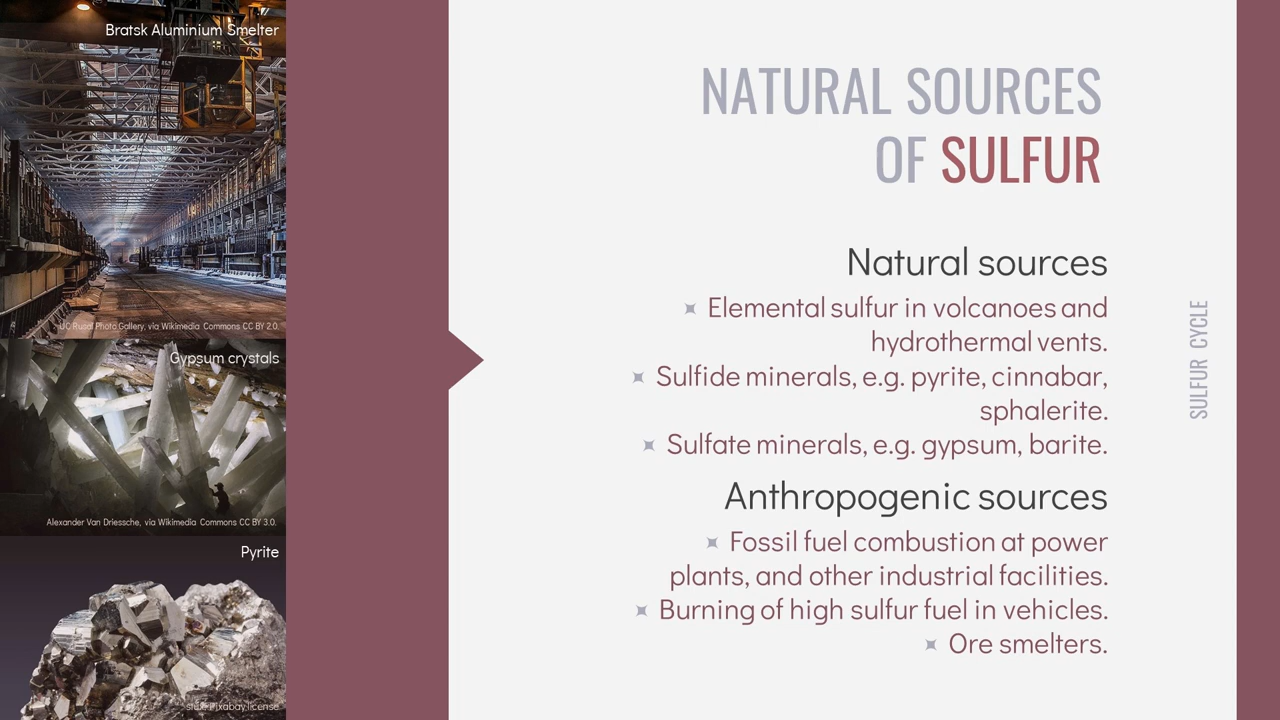 Bratsk Aluminium Smelter
UC Rusal Photo Gallery, via Wikimedia Commons CC BY 2.0.
Gypsum crystals
Alexander Van Driessche, via Wikimedia Commons CC BY 3.0.
Pyrite
Pixabay license
NATURAL SOURCES
OF SULFUR
Natural sources
Elemental sulfur in volcanoes and
hydrothermal vents.
Sulfide minerals, e.g. pyrite, cinnabar,
sphalerite.
Sulfate minerals, e.g. gypsum, barite.
Anthropogenic sources
Fossil fuel combustion at power
plants, and other industrial facilities.
Burning of high sulfur fuel in vehicles.
Ore smelters.
SULFUR CYCLE